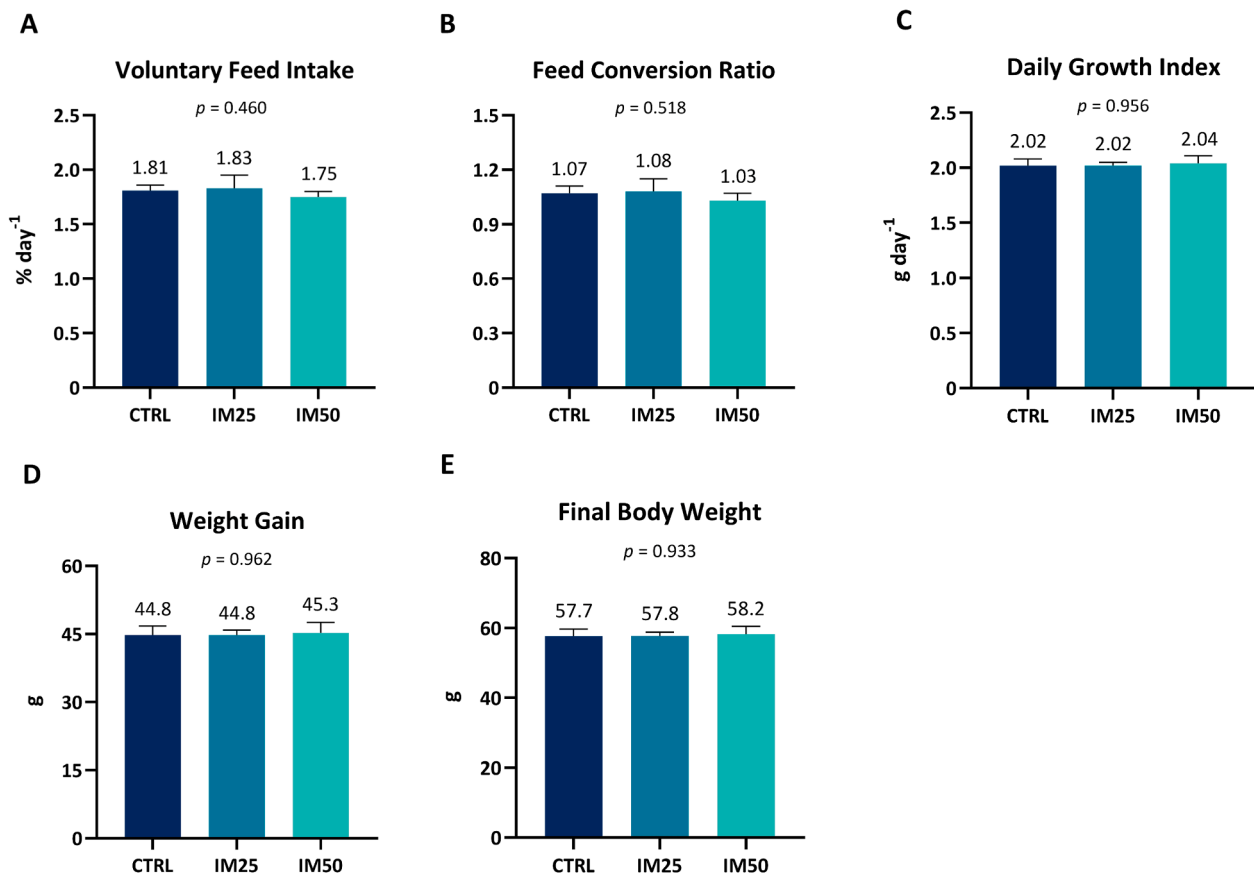 A
Voluntary Feed Intake
p = 0.460
% day⁻¹
2.5
2.0
1.5
1.0
0.5
0
1.81
1.83
1.75
CTRL
IM25
IM50
B
Feed Conversion Ratio
p = 0.518
1.5
1.2
0.9
0.6
0.3
0
1.07
1.08
1.03
CTRL
IM25
IM50
C
Daily Growth Index
p = 0.956
g day⁻¹
2.5
2.0
1.5
1.0
0.5
0
2.02
2.02
2.04
CTRL
IM25
IM50
D
Weight Gain
p = 0.962
g
60
45
30
15
0
44.8
44.8
45.3
CTRL
IM25
IM50
E
Final Body Weight
p = 0.933
g
80
60
40
20
0
57.7
57.8
58.2
CTRL
IM25
IM50